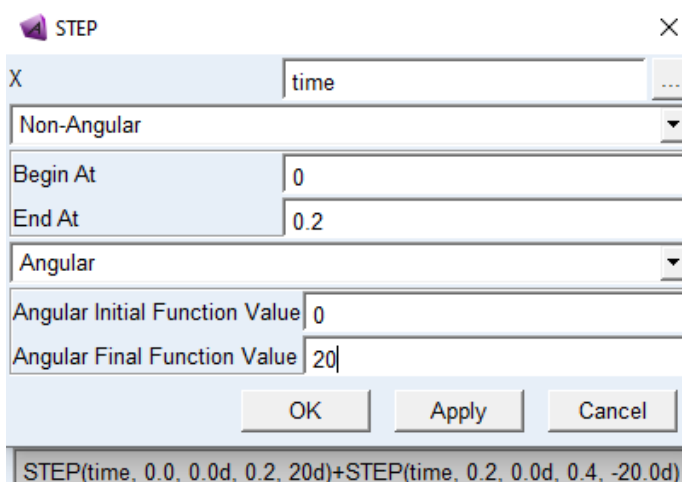 STEP
X time ...
Non-Angular
Begin At 0
End At 0.2
Angular
Angular Initial Function Value 0
Angular Final Function Value 20
OK Apply Cancel
STEP(time, 0.0, 0.0d, 0.2, 20d)+STEP(time, 0.2, 0.0d, 0.4, -20.0d)